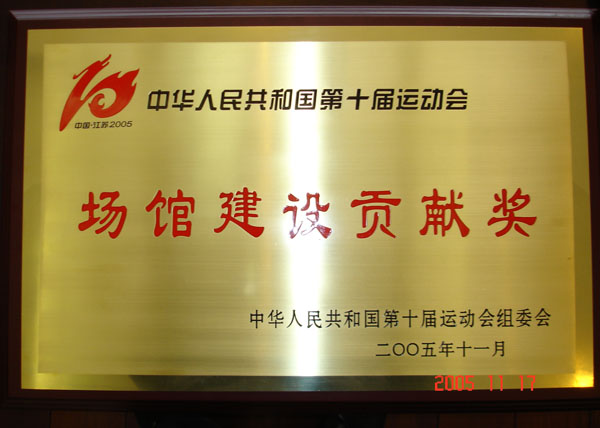 中华人民共和国第十届运动会
中国·江苏2005
场馆建设贡献奖
中华人民共和国第十届运动会组委会
二〇〇五年十一月
2005 11 17